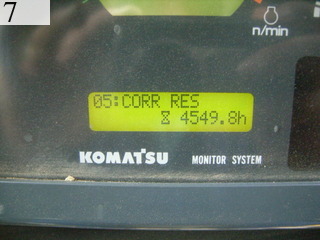 7
n/min
05:CORR RES
4549.8h
KOMATSU MONITOR SYSTEM